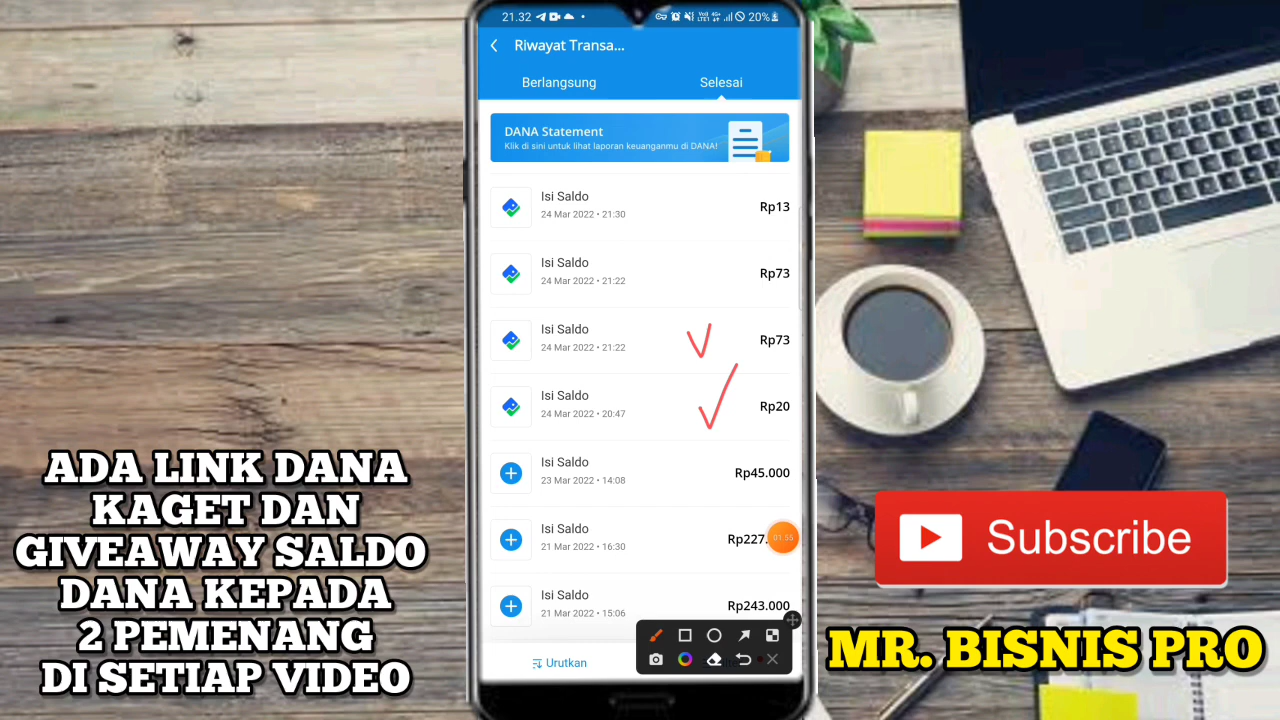 21.32
20%
Riwayat Transa...
Berlangsung
Selesai
DANA Statement
Klik di sini untuk lihat laporan keuanganmu di DANA!
Isi Saldo
24 Mar 2022 • 21:30
Rp13
Isi Saldo
24 Mar 2022 • 21:22
Rp73
Isi Saldo
24 Mar 2022 • 21:22
Rp73
Isi Saldo
24 Mar 2022 • 20:47
Rp20
Isi Saldo
23 Mar 2022 • 14:08
Rp45.000
Isi Saldo
21 Mar 2022 • 16:30
Rp227.
01:55
Isi Saldo
21 Mar 2022 • 15:06
Rp243.000
Urutkan
ADA LINK DANA
KAGET DAN
GIVEAWAY SALDO
DANA KEPADA
2 PEMENANG
DI SETIAP VIDEO
Subscribe
MR. BISNIS PRO